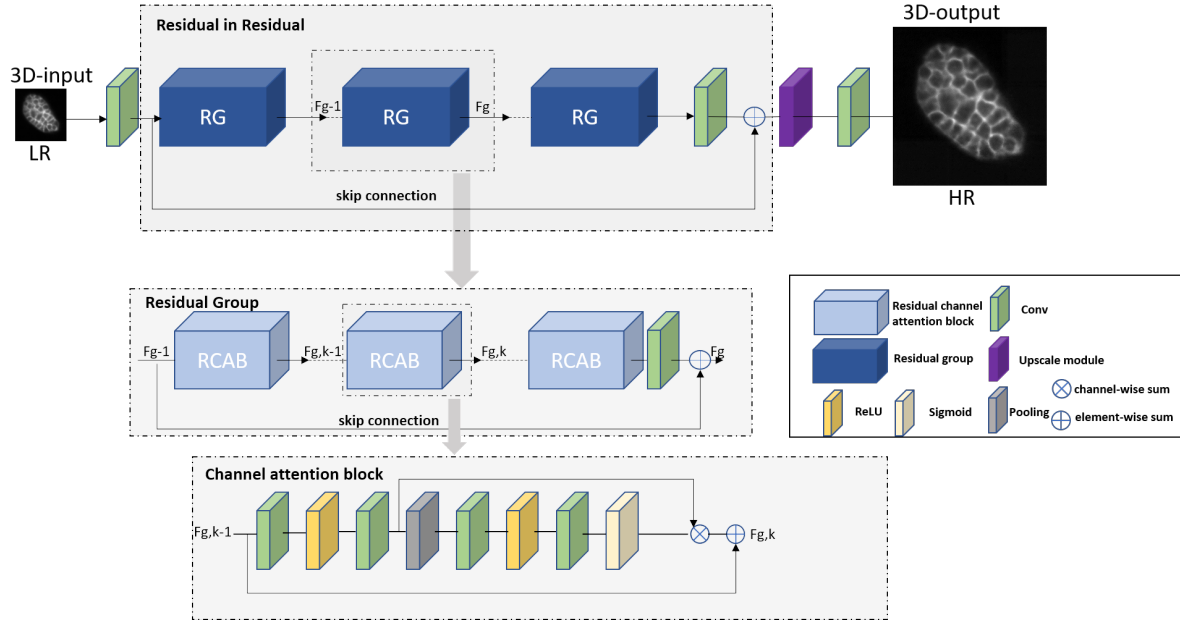 Residual in Residual
3D-input
LR
RG
Fg-1
RG
Fg
RG
skip connection
3D-output
HR
Residual Group
Fg-1
RCAB
Fg,k-1
RCAB
Fg,k
RCAB
Fg
skip connection
Residual channel
attention block
Conv
Residual group
Upscale module
ReLU
Sigmoid
Pooling
channel-wise sum
element-wise sum
Channel attention block
Fg,k-1
Fg,k